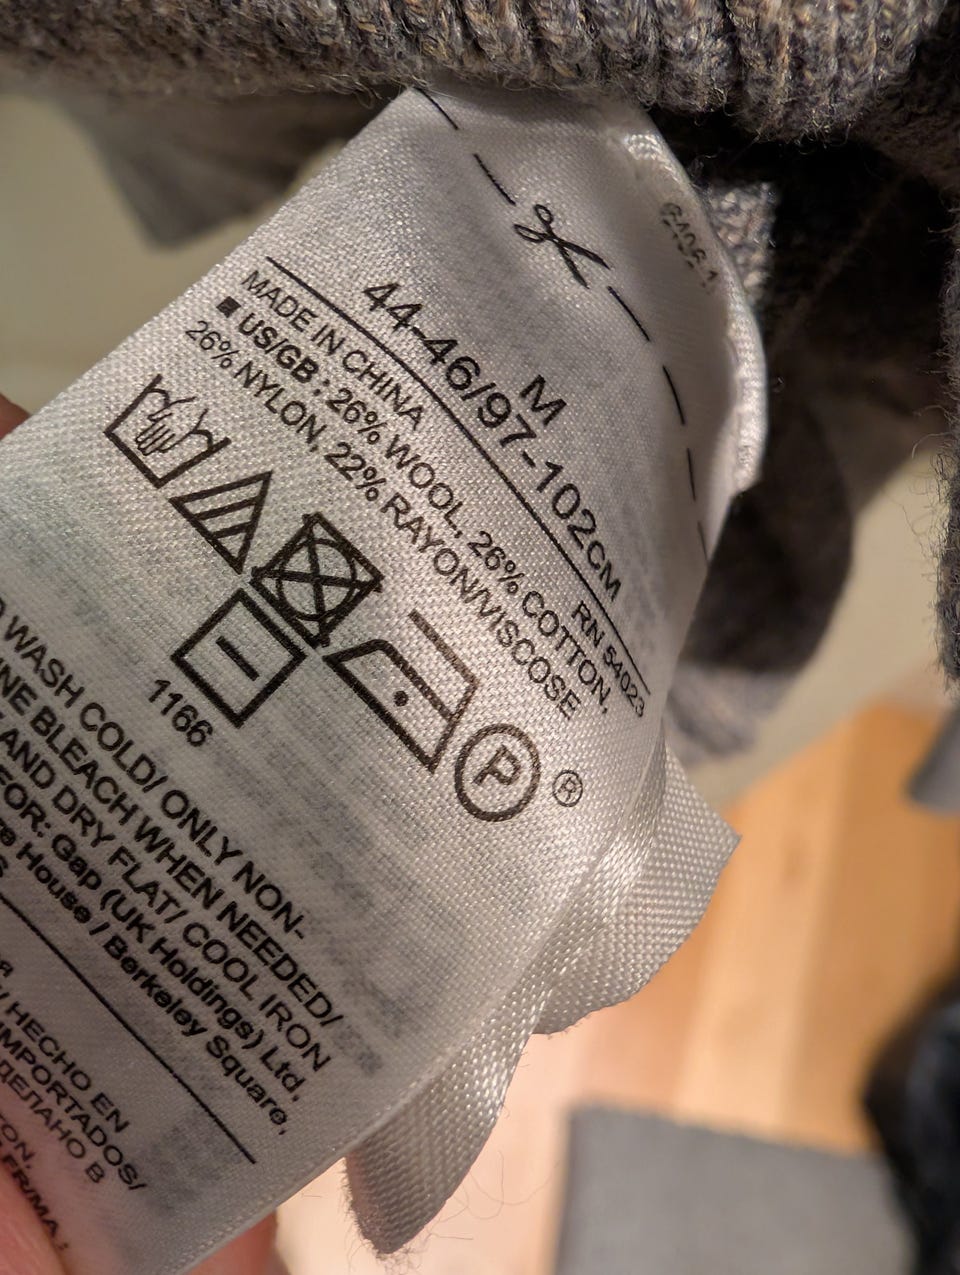 M
44-46/97-102CM
MADE IN CHINA RN 54023
US/GB : 26% WOOL, 26% COTTON,
26% NYLON, 22% RAYON/VISCOSE
P ®
1166
WASH COLD/ ONLY NON-
BLEACH WHEN NEEDED/
AND DRY FLAT/ COOL IRON
FOR: Gap (UK Holdings) Ltd.
House / Berkeley Square,
/ HECHO EN
IMPORTADOS/
СДЕЛАНО В